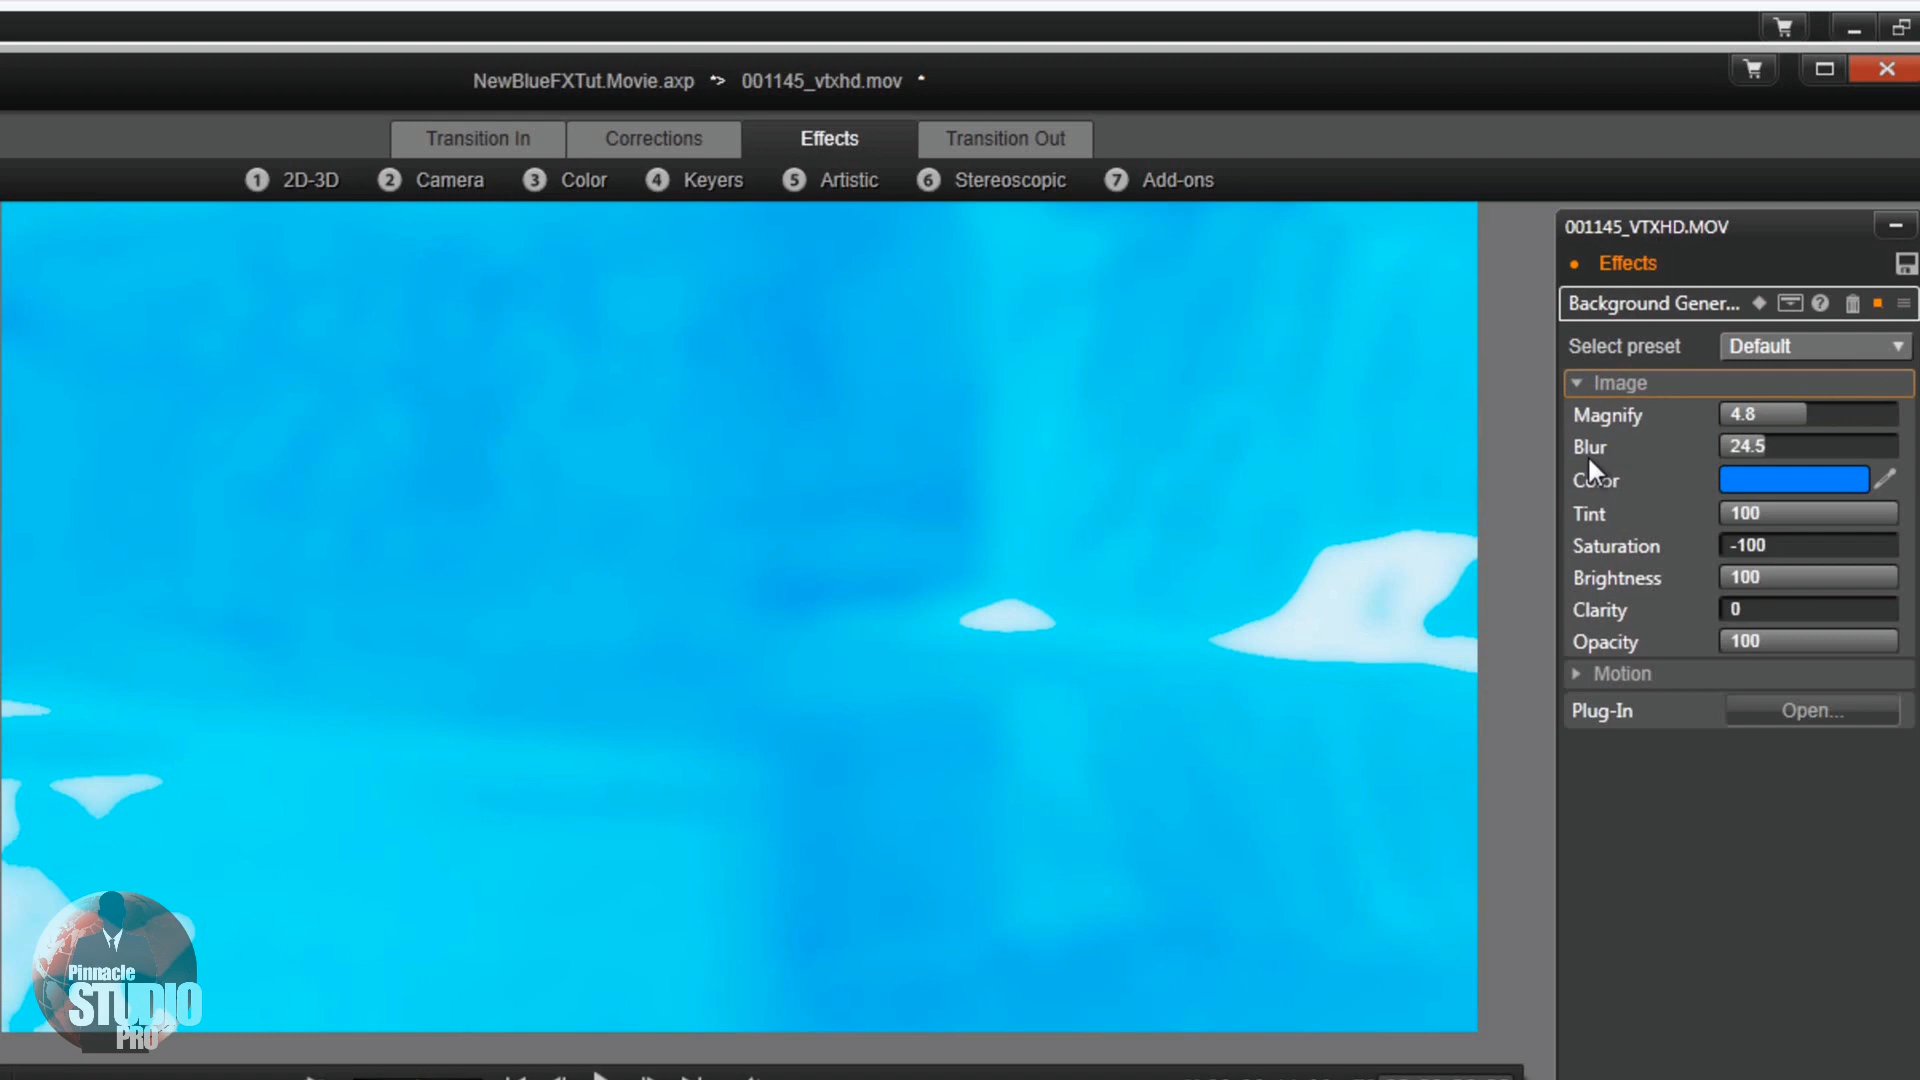 NewBlueFXTut.Movie.axp *> 001145_vtxhd.mov *
Transition In Corrections Effects Transition Out
1 2D-3D 2 Camera 3 Color 4 Keyers 5 Artistic 6 Stereoscopic 7 Add-ons
001145_VTXHD.MOV
Effects
Background Gener...
Select preset Default
Image
Magnify 4.8
Blur 24.5
Color
Tint 100
Saturation -100
Brightness 100
Clarity 0
Opacity 100
Motion
Plug-In Open...
Pinnacle
STUDIO
PRO